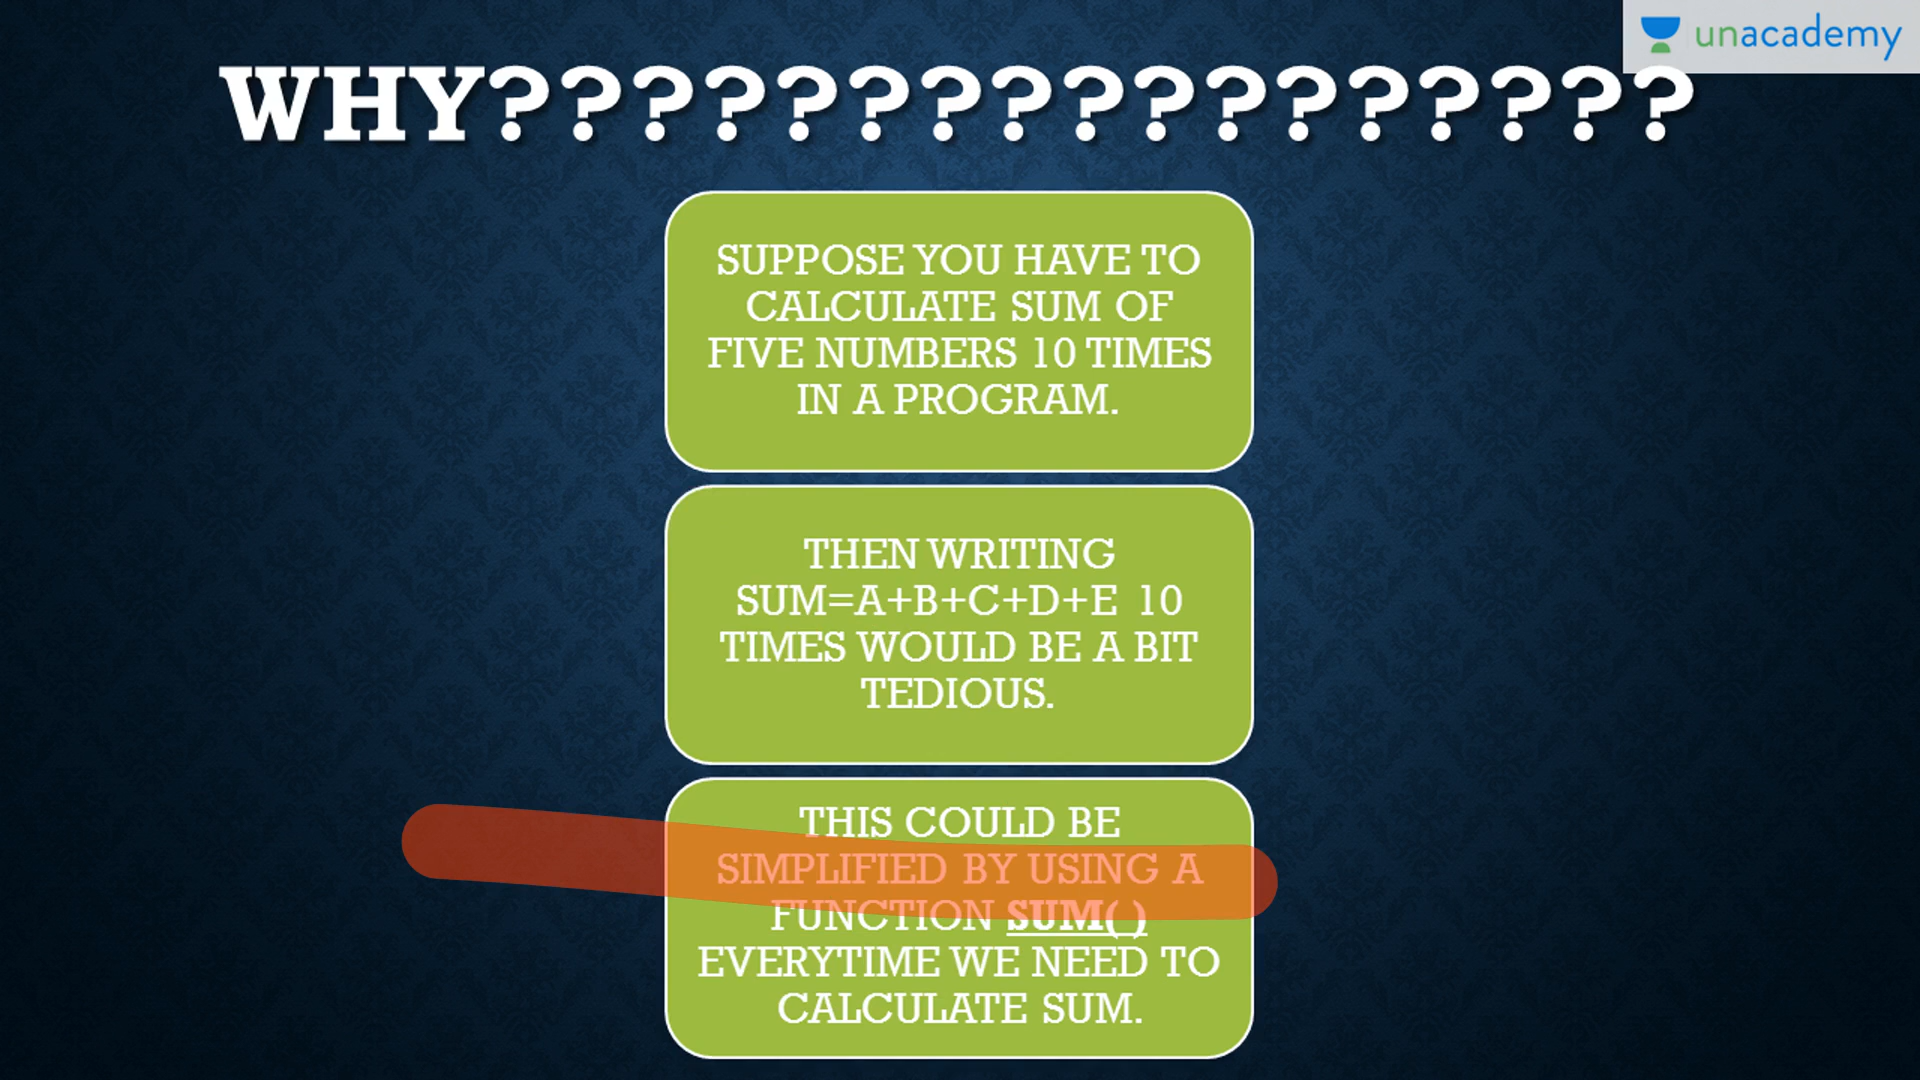 unacademy
WHY?????????????????
SUPPOSE YOU HAVE TO
CALCULATE SUM OF
FIVE NUMBERS 10 TIMES
IN A PROGRAM.
THEN WRITING
SUM=A+B+C+D+E 10
TIMES WOULD BE A BIT
TEDIOUS.
THIS COULD BE
SIMPLIFIED BY USING A
FUNCTION SUM( )
EVERYTIME WE NEED TO
CALCULATE SUM.